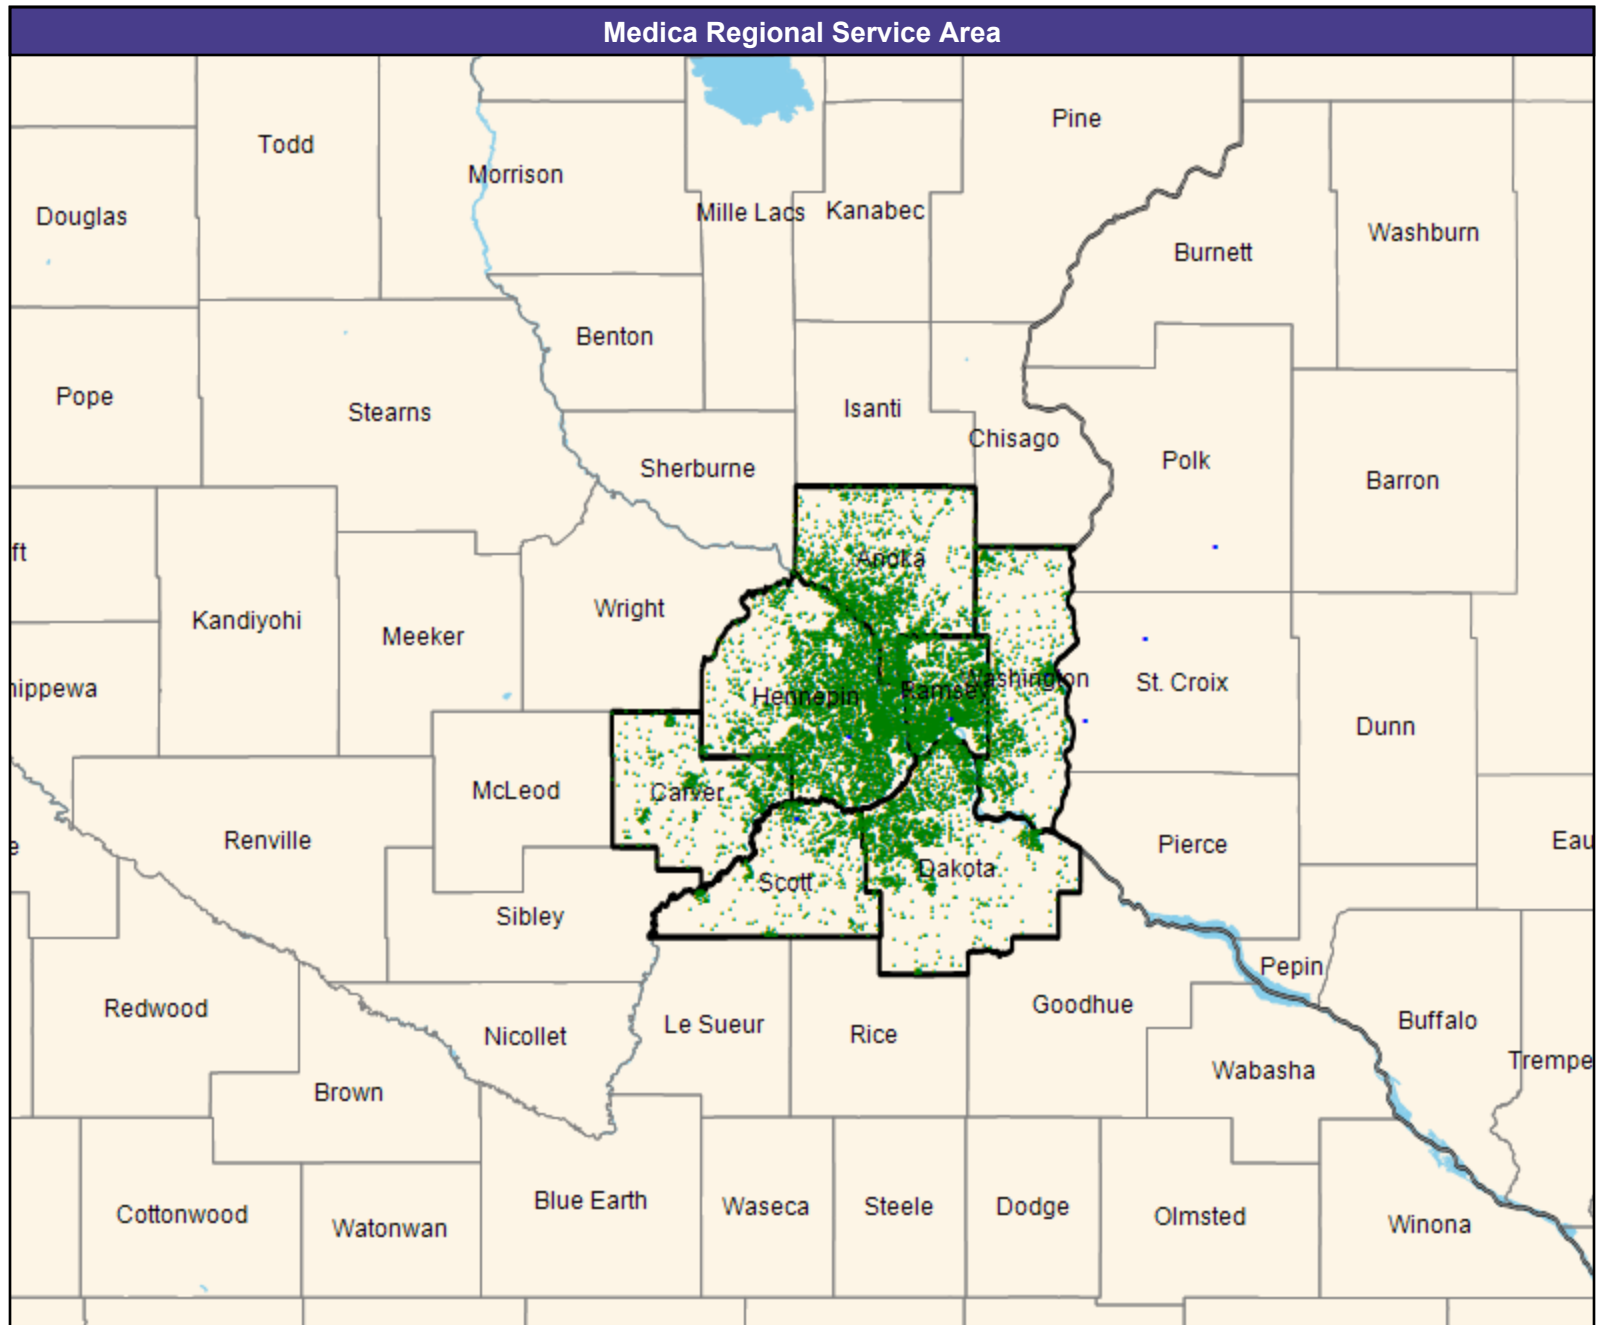 Medica Regional Service Area
Pine
Todd
Morrison
Douglas
Mille Lacs
Kanabec
Washburn
Burnett
Benton
Pope
Stearns
Isanti
Chisago
Sherburne
Polk
Barron
ft
Anoka
Wright
Kandiyohi
Meeker
hippewa
Hennepin
Ramsey
Washington
St. Croix
Dunn
McLeod
Carver
Renville
e
Pierce
Eau
Scott
Dakota
Sibley
Pepin
Redwood
Nicollet
Le Sueur
Rice
Goodhue
Buffalo
Trempe
Wabasha
Brown
Cottonwood
Watonwan
Blue Earth
Waseca
Steele
Dodge
Olmsted
Winona